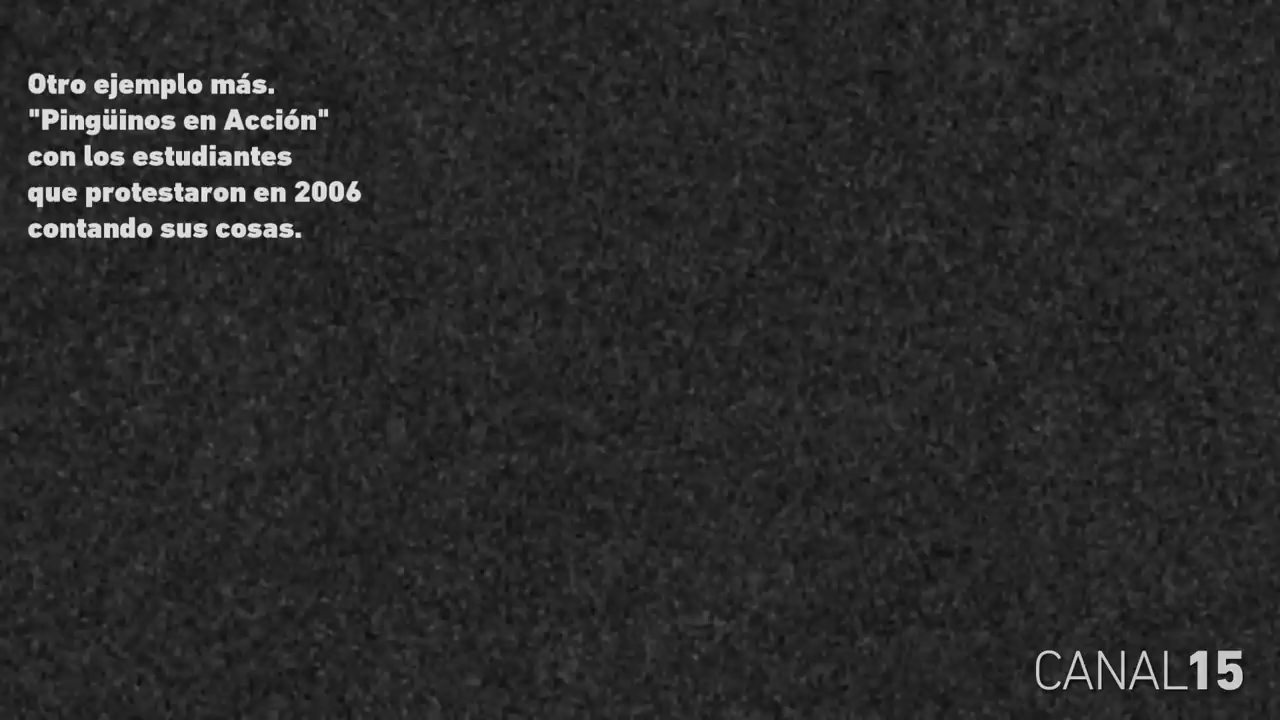 Otro ejemplo más.
"Pingüinos en Acción"
con los estudiantes
que protestaron en 2006
contando sus cosas.
CANAL15